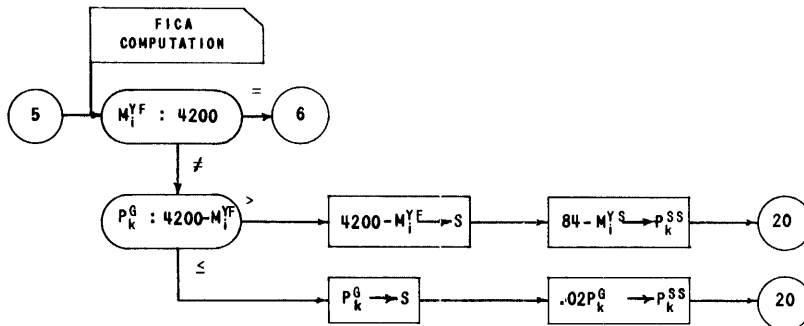 FICA
COMPUTATION
5
M_i^YF : 4200
=
6
≠
P_k^G : 4200-M_i^YF
>
4200-M_i^YF → S
84-M_i^YS → P_k^SS
20
≤
P_k^G → S
.02P_k^G → P_k^SS
20